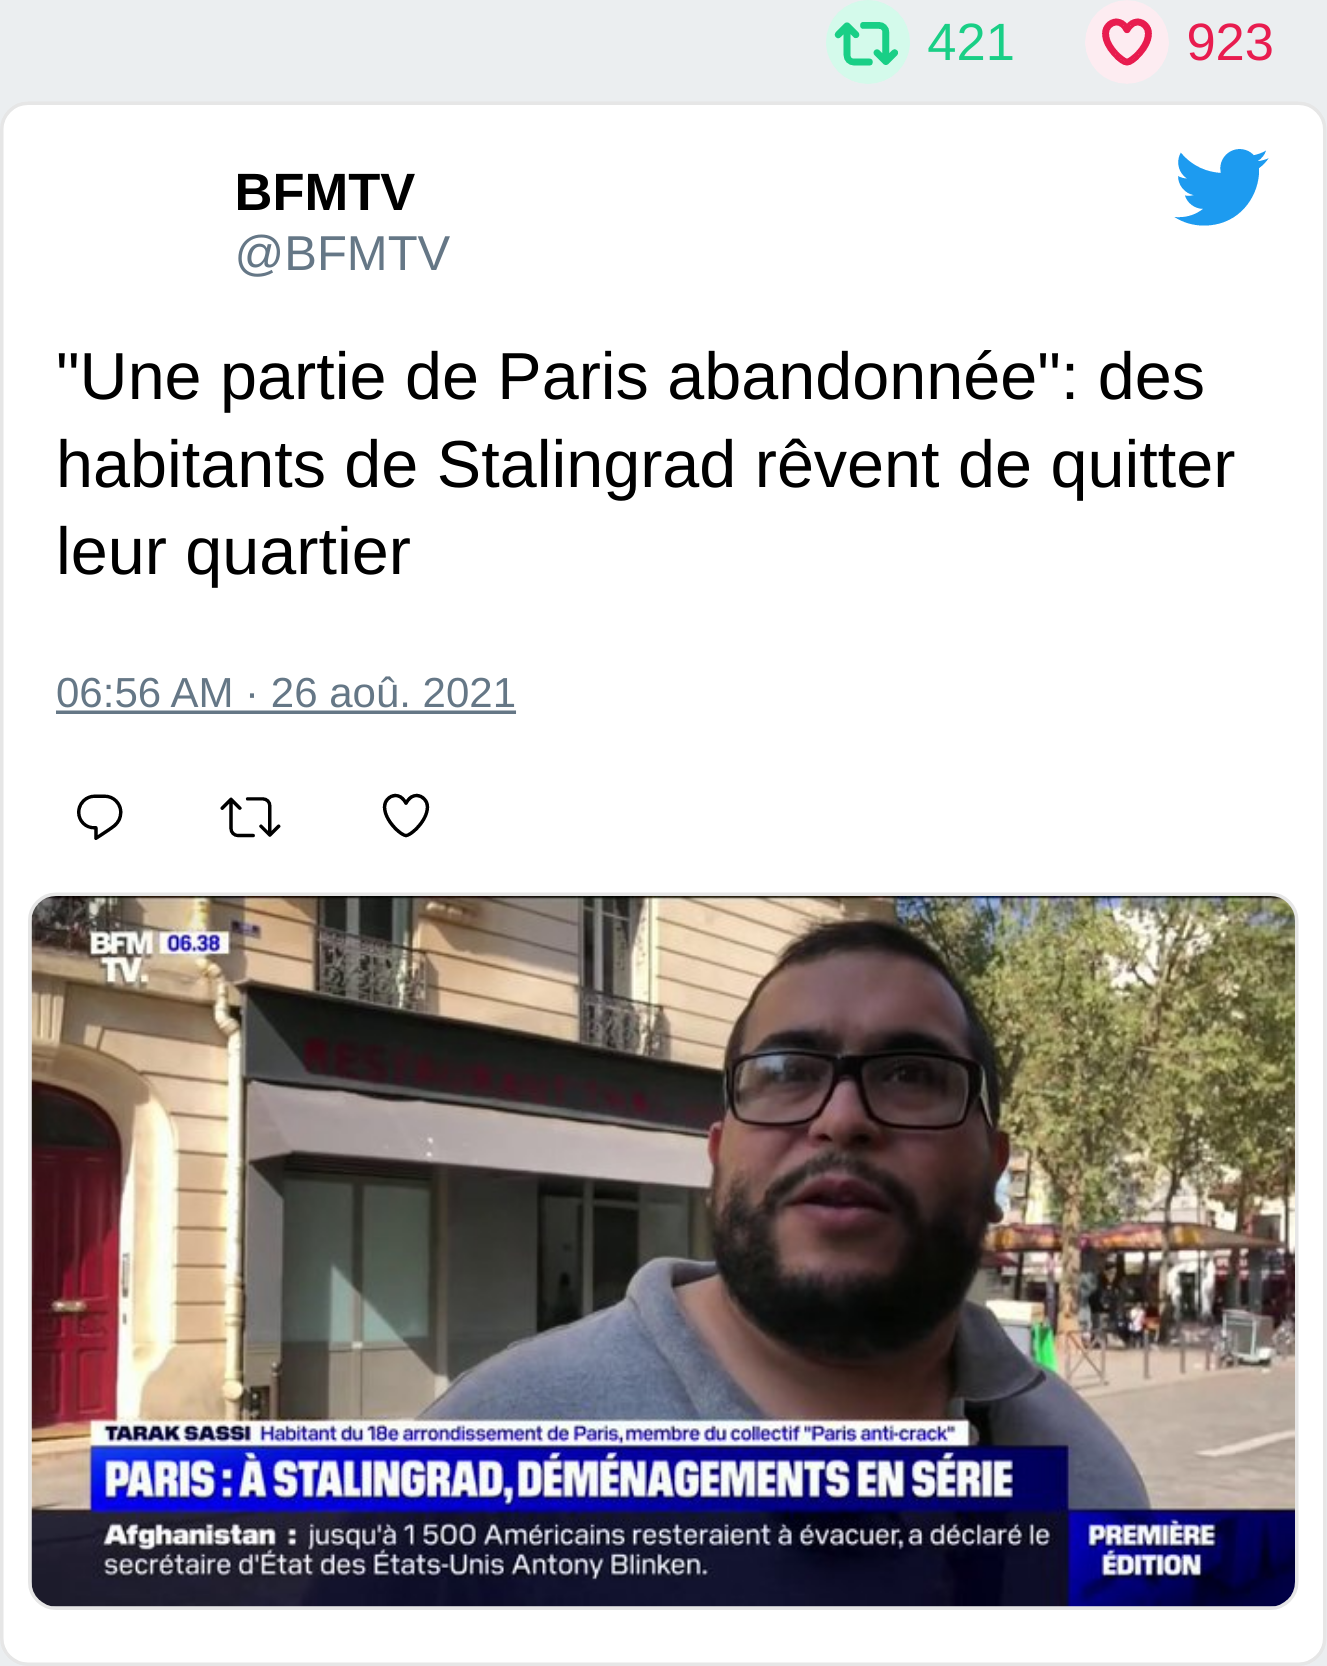 421 923
BFMTV
@BFMTV
"Une partie de Paris abandonnée": des
habitants de Stalingrad rêvent de quitter
leur quartier
06:56 AM · 26 aoû. 2021
BFM 06.38
TV.
RESTAURANT THAI
TARAK SASSI Habitant du 18e arrondissement de Paris, membre du collectif "Paris anti-crack"
PARIS : À STALINGRAD, DÉMÉNAGEMENTS EN SÉRIE
Afghanistan : jusqu'à 1 500 Américains resteraient à évacuer, a déclaré le
secrétaire d'État des États-Unis Antony Blinken.
PREMIÈRE
ÉDITION